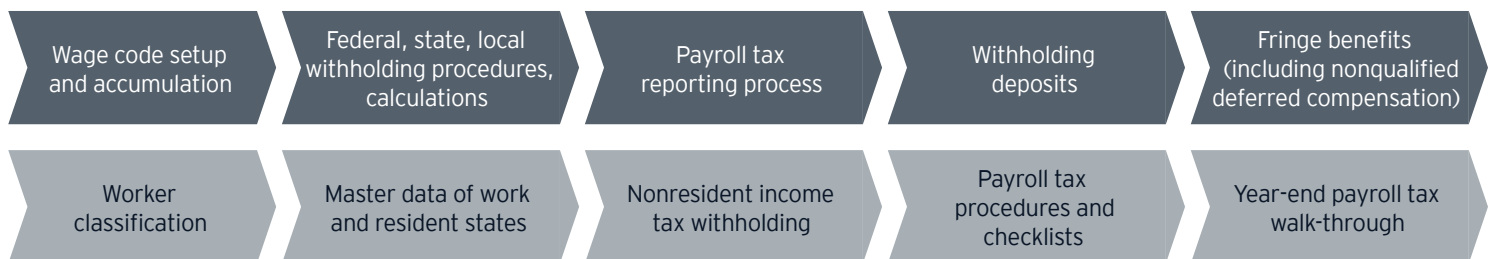 Wage code setup
and accumulation
Federal, state, local
withholding procedures,
calculations
Payroll tax
reporting process
Withholding
deposits
Fringe benefits
(including nonqualified
deferred compensation)
Worker
classification
Master data of work
and resident states
Nonresident income
tax withholding
Payroll tax
procedures and
checklists
Year-end payroll tax
walk-through